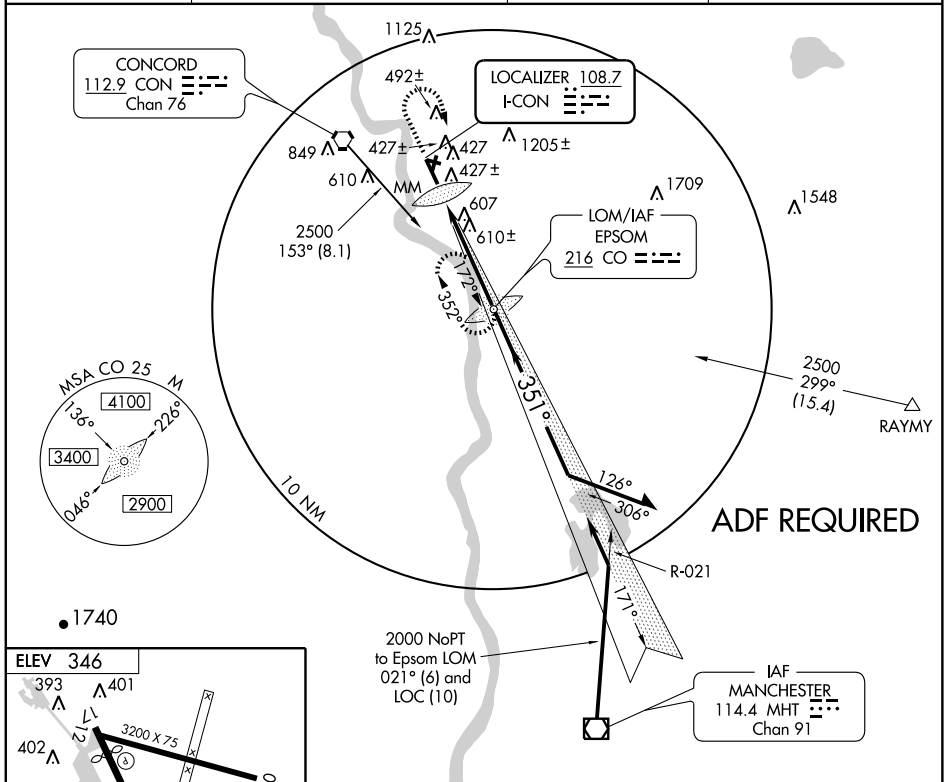 1125
CONCORD
112.9 CON
Chan 76
492±
LOCALIZER 108.7
I-CON
849
427±
427
1205±
610
427±
MM
1709
1548
607
610±
2500
153° (8.1)
LOM/IAF
EPSOM
216 CO
172°
352°
351°
2500
299°
(15.4)
RAYMY
MSA CO 25 M
136°
4100
226°
3400
046°
2900
10 NM
126°
306°
ADF REQUIRED
R-021
171°
1740
2000 NoPT
to Epsom LOM
021° (6) and
LOC (10)
IAF
MANCHESTER
114.4 MHT
Chan 91
ELEV 346
393
401
17
12
3200 X 75
402
P
X
X
X